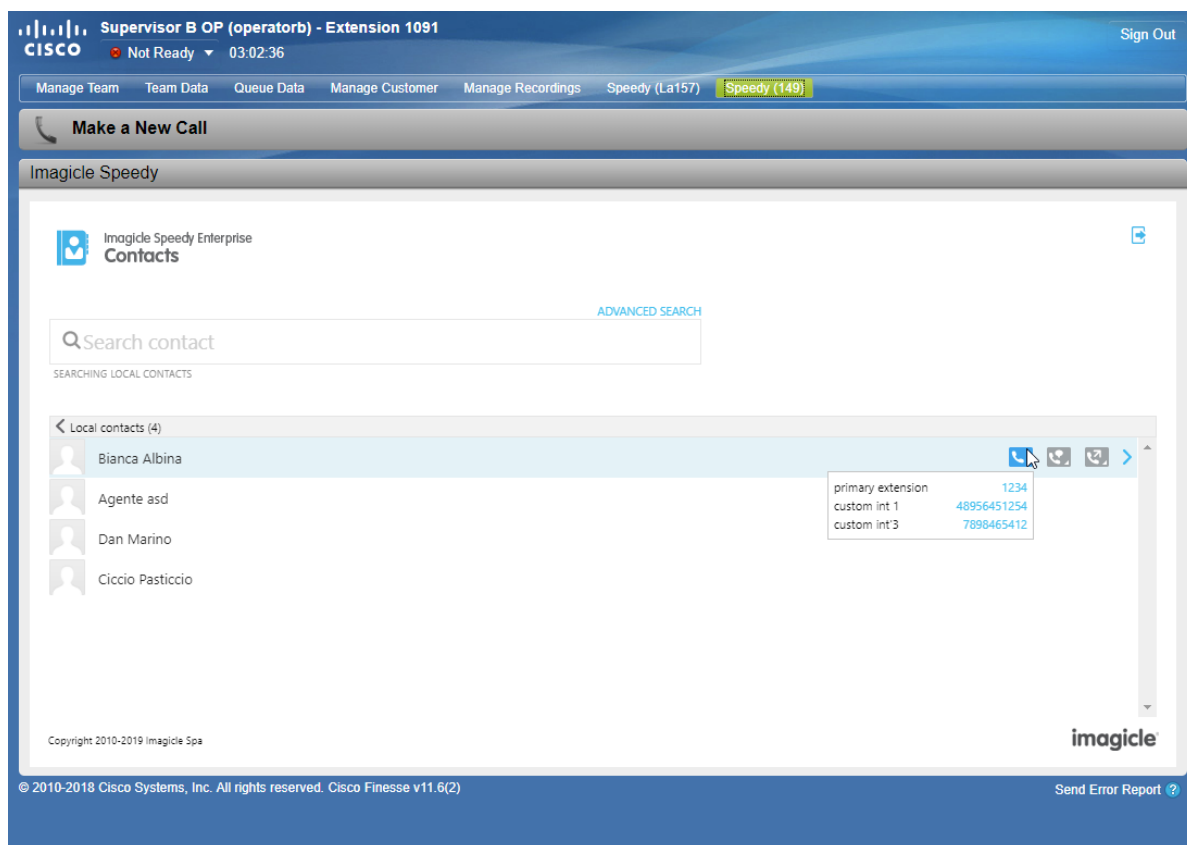 Supervisor B OP (operatorb) - Extension 1091
Sign Out
CISCO
Not Ready 03:02:36
Manage Team Team Data Queue Data Manage Customer Manage Recordings Speedy (La157) Speedy (149)
Make a New Call
Imagicle Speedy
Imagicle Speedy Enterprise
Contacts
ADVANCED SEARCH
Search contact
SEARCHING LOCAL CONTACTS
Local contacts (4)
Bianca Albina
primary extension 1234
custom int 1 48956451254
custom int'3 7898465412
Agente asd
Dan Marino
Ciccio Pasticcio
Copyright 2010-2019 Imagicle Spa
imagicle
© 2010-2018 Cisco Systems, Inc. All rights reserved. Cisco Finesse v11.6(2)
Send Error Report ?